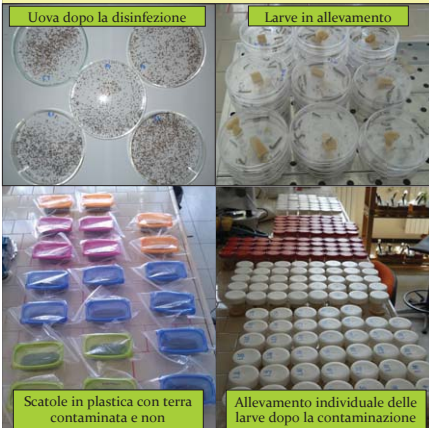 Uova dopo la disinfezione
Larve in allevamento
Scatole in plastica con terra
contaminata e non
Allevamento individuale delle
larve dopo la contaminazione